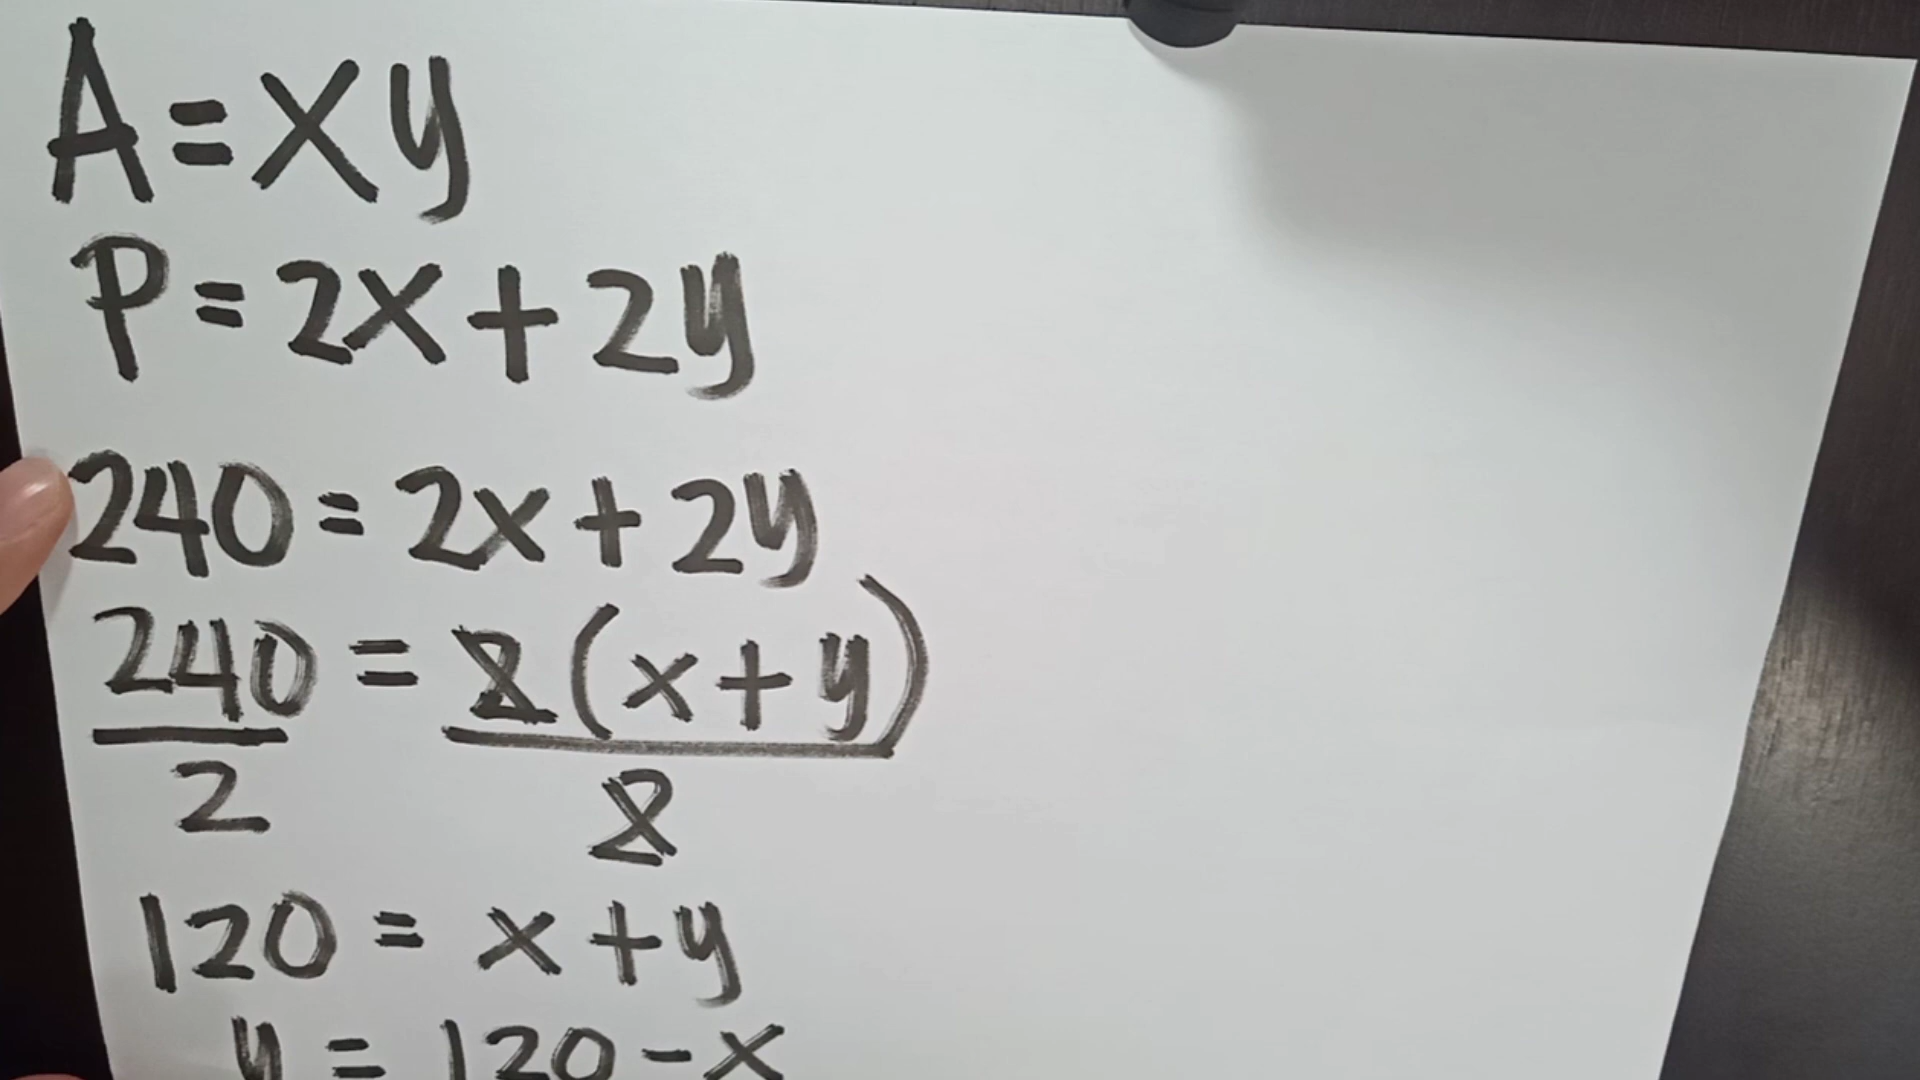 A = xy
P = 2x + 2y
240 = 2x + 2y
240/2 = 2(x + y)/2
120 = x + y
y = 120 - x